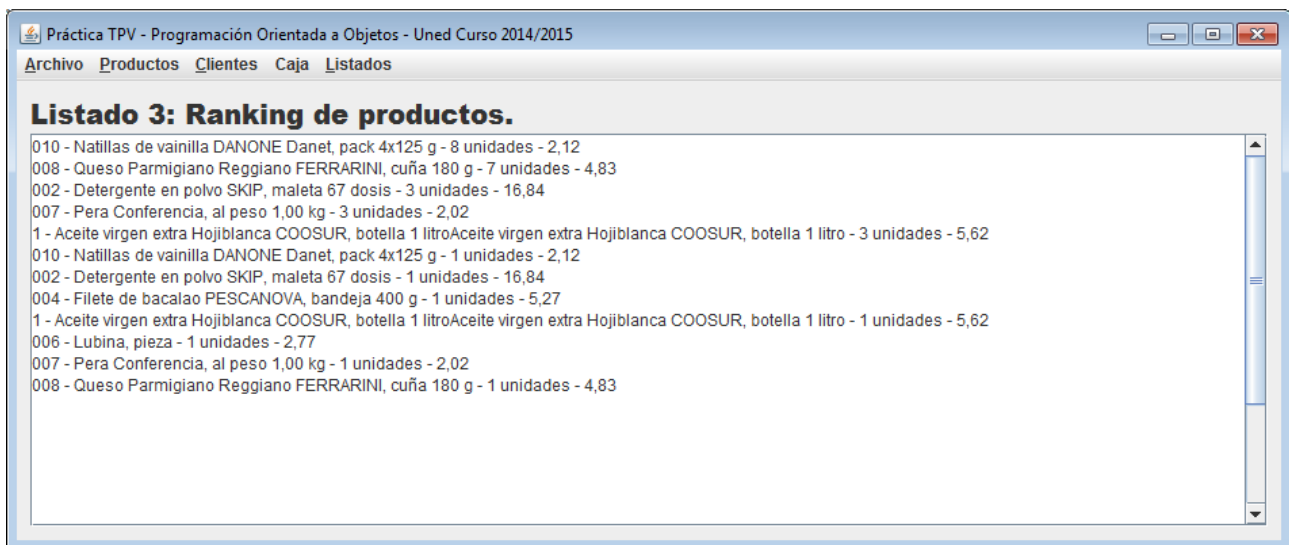 Práctica TPV - Programación Orientada a Objetos - Uned Curso 2014/2015
Archivo Productos Clientes Caja Listados
Listado 3: Ranking de productos.
010 - Natillas de vainilla DANONE Danet, pack 4x125 g - 8 unidades - 2,12
008 - Queso Parmigiano Reggiano FERRARINI, cuña 180 g - 7 unidades - 4,83
002 - Detergente en polvo SKIP, maleta 67 dosis - 3 unidades - 16,84
007 - Pera Conferencia, al peso 1,00 kg - 3 unidades - 2,02
1 - Aceite virgen extra Hojiblanca COOSUR, botella 1 litroAceite virgen extra Hojiblanca COOSUR, botella 1 litro - 3 unidades - 5,62
010 - Natillas de vainilla DANONE Danet, pack 4x125 g - 1 unidades - 2,12
002 - Detergente en polvo SKIP, maleta 67 dosis - 1 unidades - 16,84
004 - Filete de bacalao PESCANOVA, bandeja 400 g - 1 unidades - 5,27
1 - Aceite virgen extra Hojiblanca COOSUR, botella 1 litroAceite virgen extra Hojiblanca COOSUR, botella 1 litro - 1 unidades - 5,62
006 - Lubina, pieza - 1 unidades - 2,77
007 - Pera Conferencia, al peso 1,00 kg - 1 unidades - 2,02
008 - Queso Parmigiano Reggiano FERRARINI, cuña 180 g - 1 unidades - 4,83